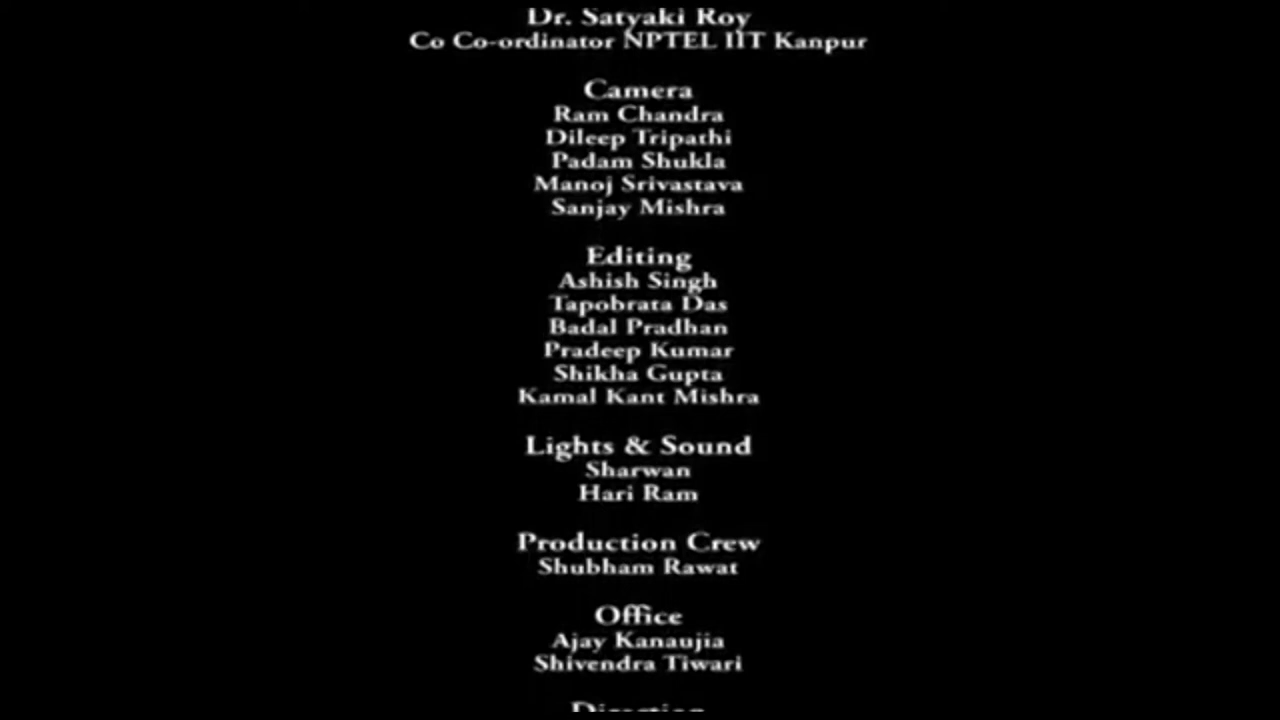 Dr. Satyaki Roy
Co Co-ordinator NPTEL IIT Kanpur
Camera
Ram Chandra
Dileep Tripathi
Padam Shukla
Manoj Srivastava
Sanjay Mishra
Editing
Ashish Singh
Tapobrata Das
Badal Pradhan
Pradeep Kumar
Shikha Gupta
Kamal Kant Mishra
Lights & Sound
Sharwan
Hari Ram
Production Crew
Shubham Rawat
Office
Ajay Kanaujia
Shivendra Tiwari
Direction